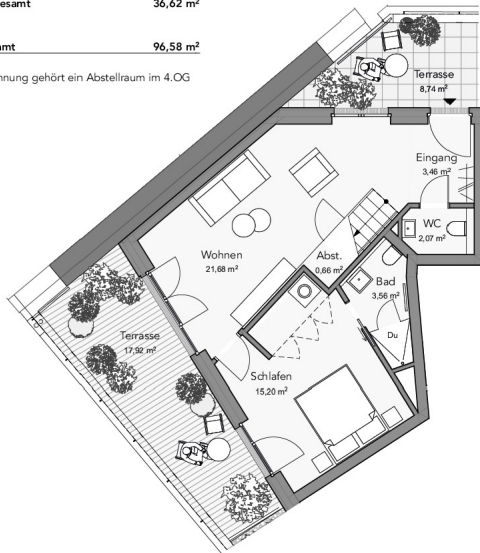 esamt 36,62 m²
amt 96,58 m²
hnung gehört ein Abstellraum im 4.OG
Terrasse
8,74 m²
Eingang
3,46 m²
WC
2,07 m²
Wohnen
21,68 m²
Abst.
0,66 m²
Bad
3,56 m²
Du
Terrasse
17,92 m²
Schlafen
15,20 m²